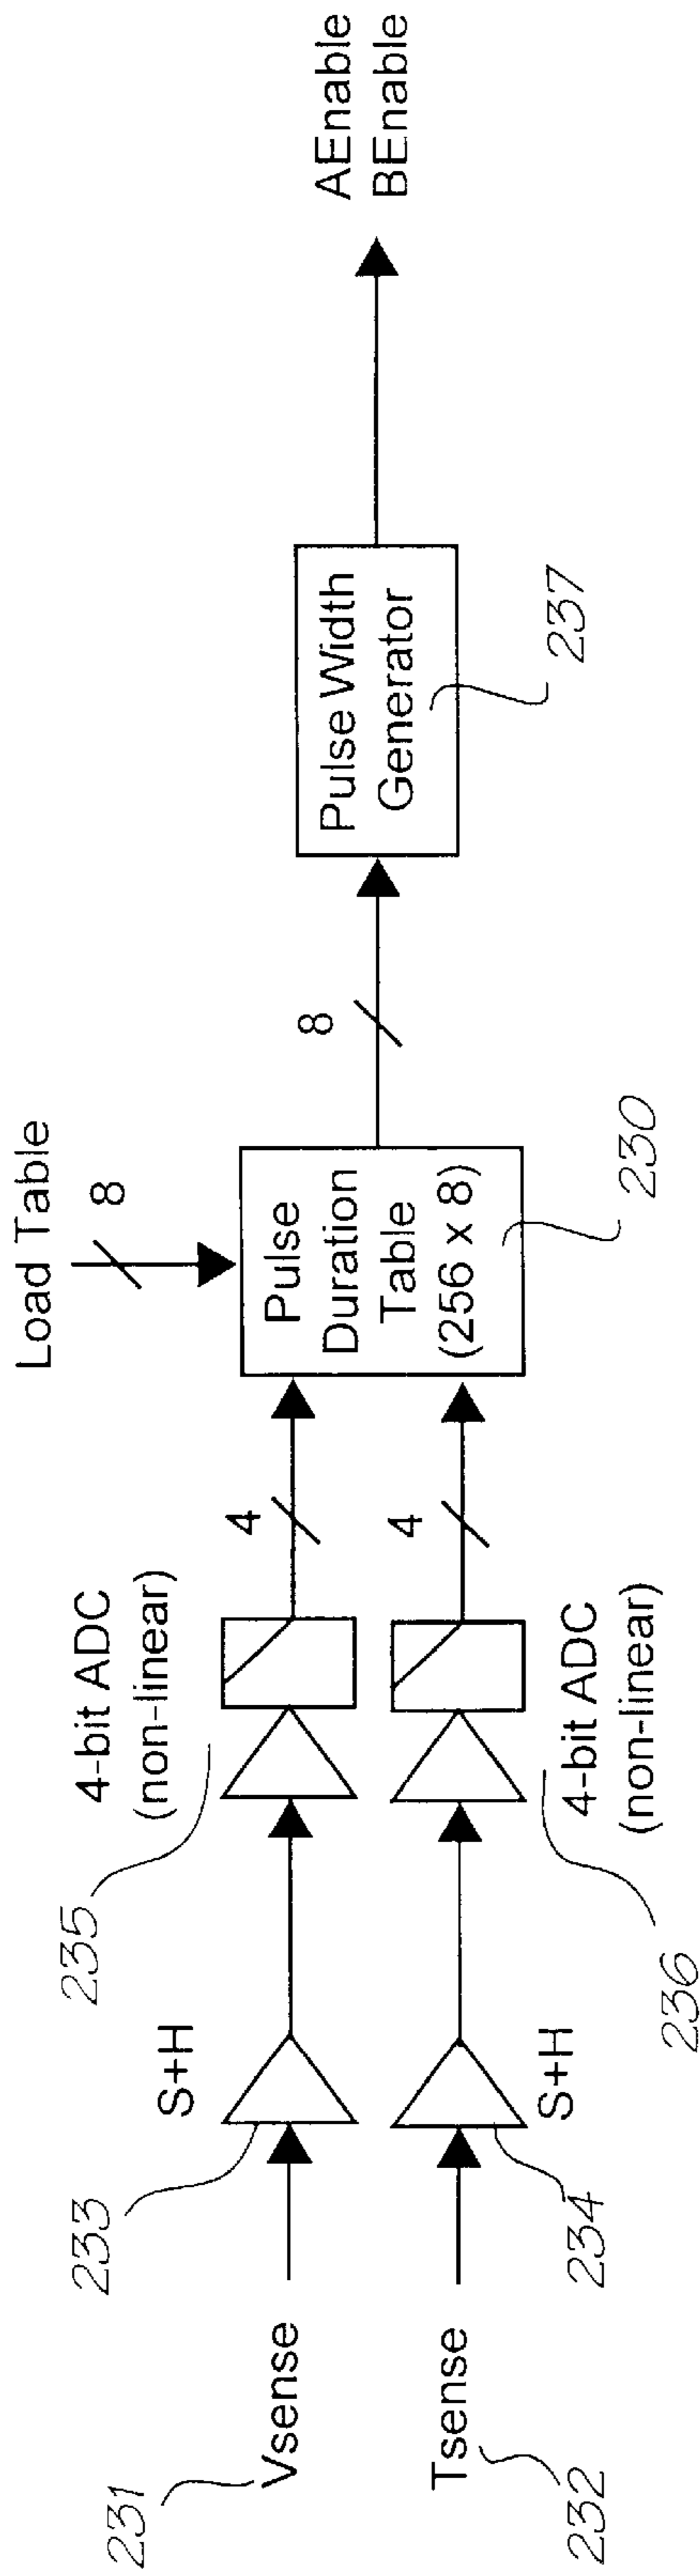 Load Table
8
4-bit ADC
(non-linear)
235
S+H
233
231
Vsense
4
Pulse
Duration
Table
(256 x 8)
230
8
Pulse Width
Generator
237
AEnable
BEnable
Tsense
232
S+H
234
4
4-bit ADC
(non-linear)
236